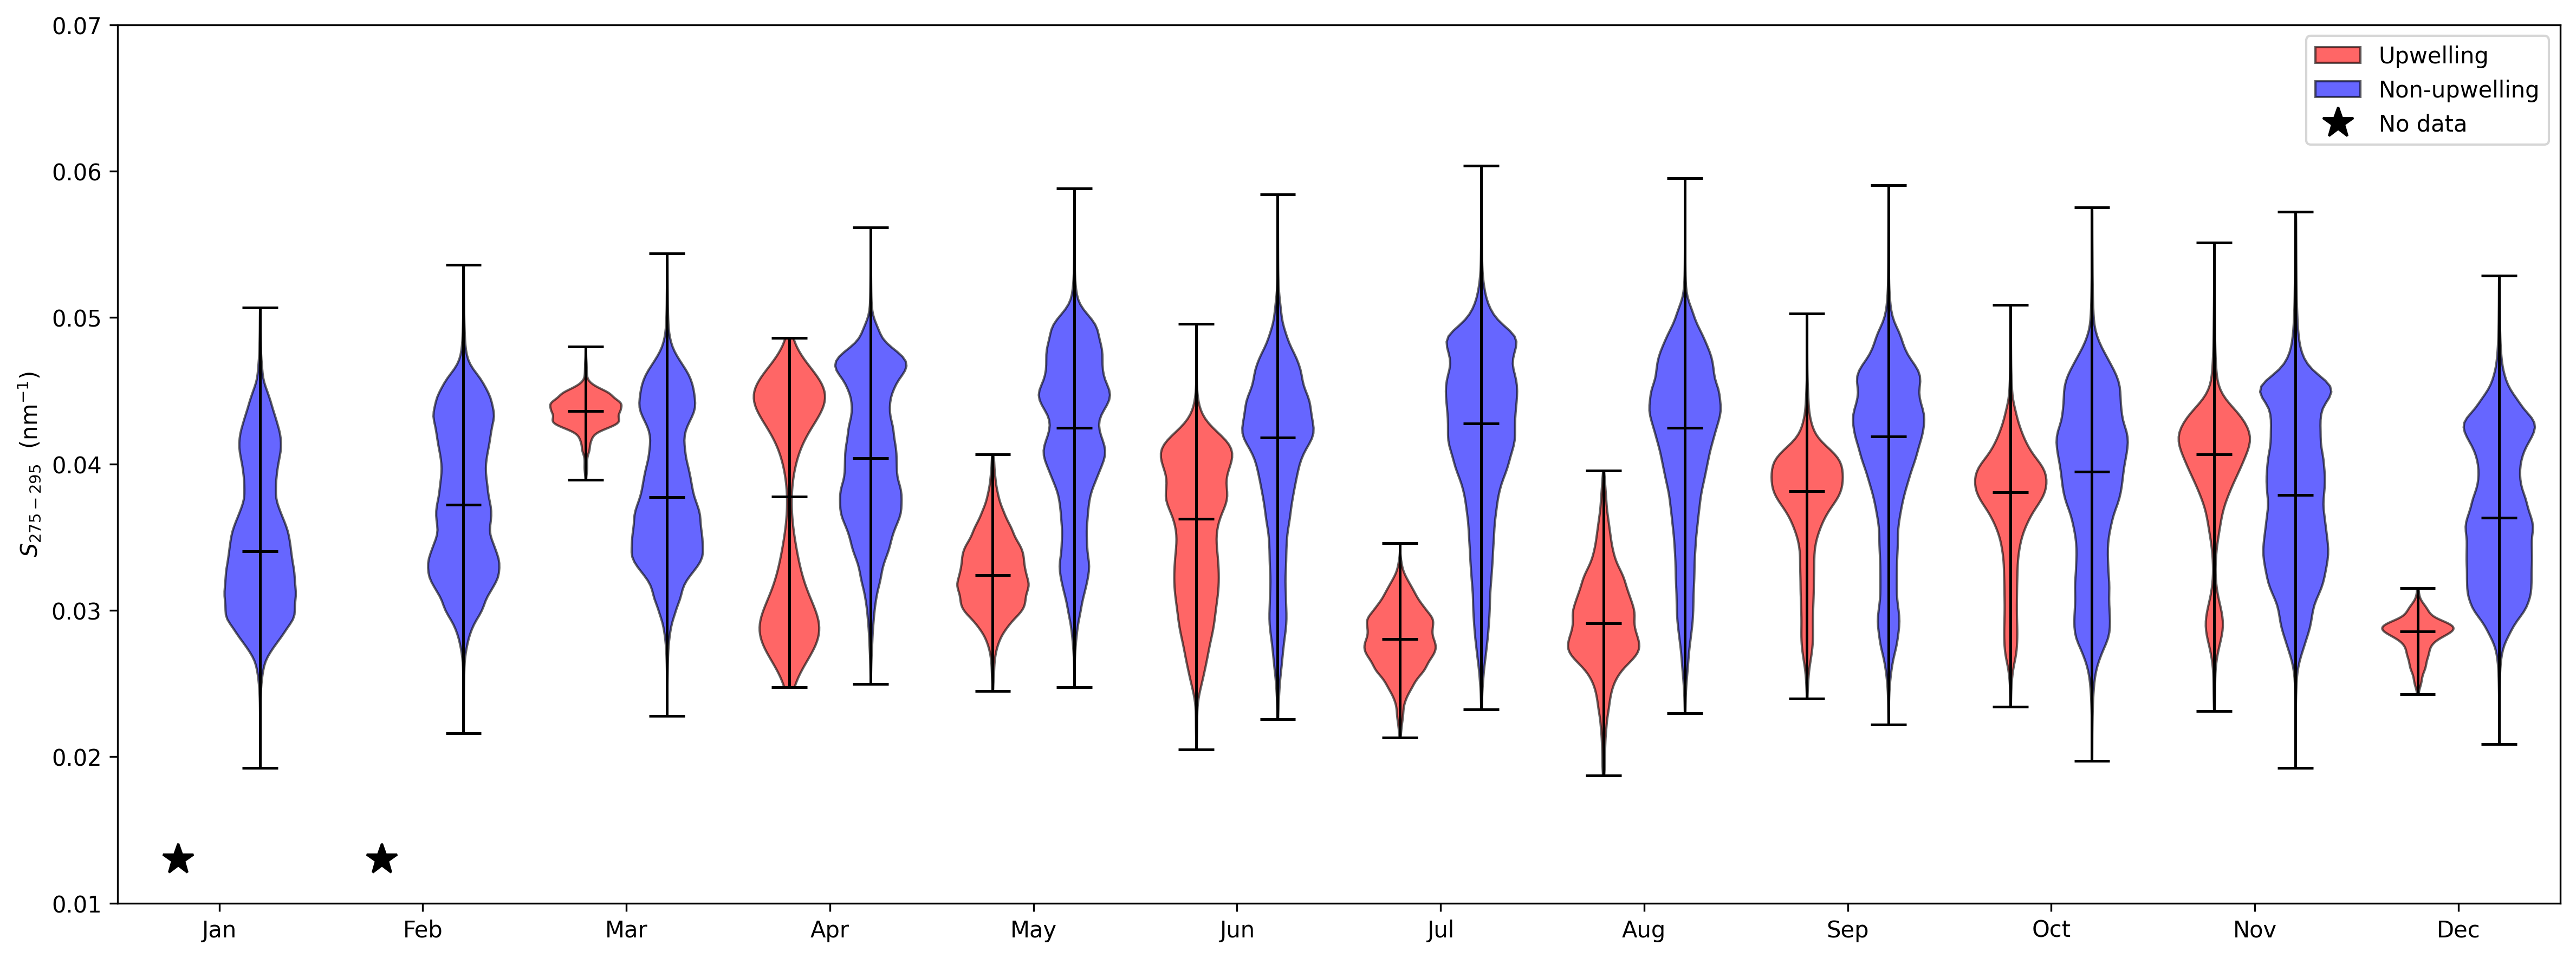 0.07
0.06
0.05
0.04
0.03
0.02
0.01
S₂₇₅₋₂₉₅ (nm⁻¹)
Upwelling
Non-upwelling
No data
Jan Feb Mar Apr May Jun Jul Aug Sep Oct Nov Dec